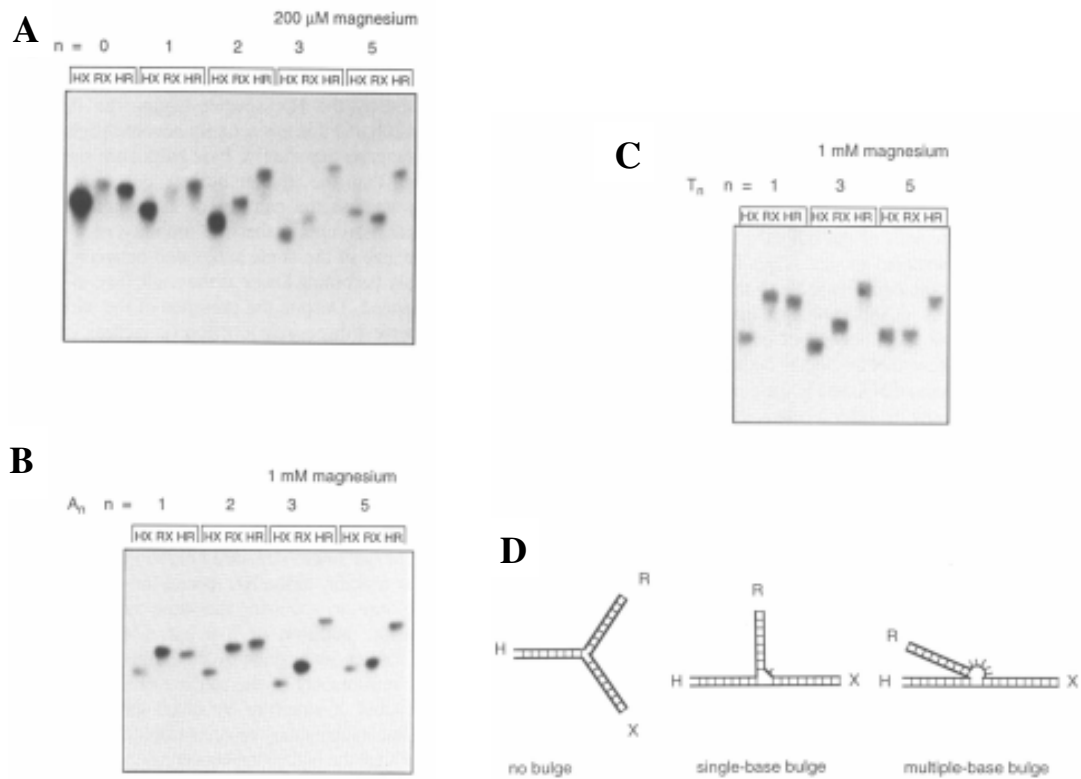 A
200 µM magnesium
n = 0 1 2 3 5
HX RX HR HX RX HR HX RX HR HX RX HR HX RX HR
C
1 mM magnesium
Tn n = 1 3 5
HX RX HR HX RX HR HX RX HR
B
1 mM magnesium
An n = 1 2 3 5
HX RX HR HX RX HR HX RX HR HX RX HR
D
R
H
X
no bulge
R
H
X
single-base bulge
R
H
X
multiple-base bulge